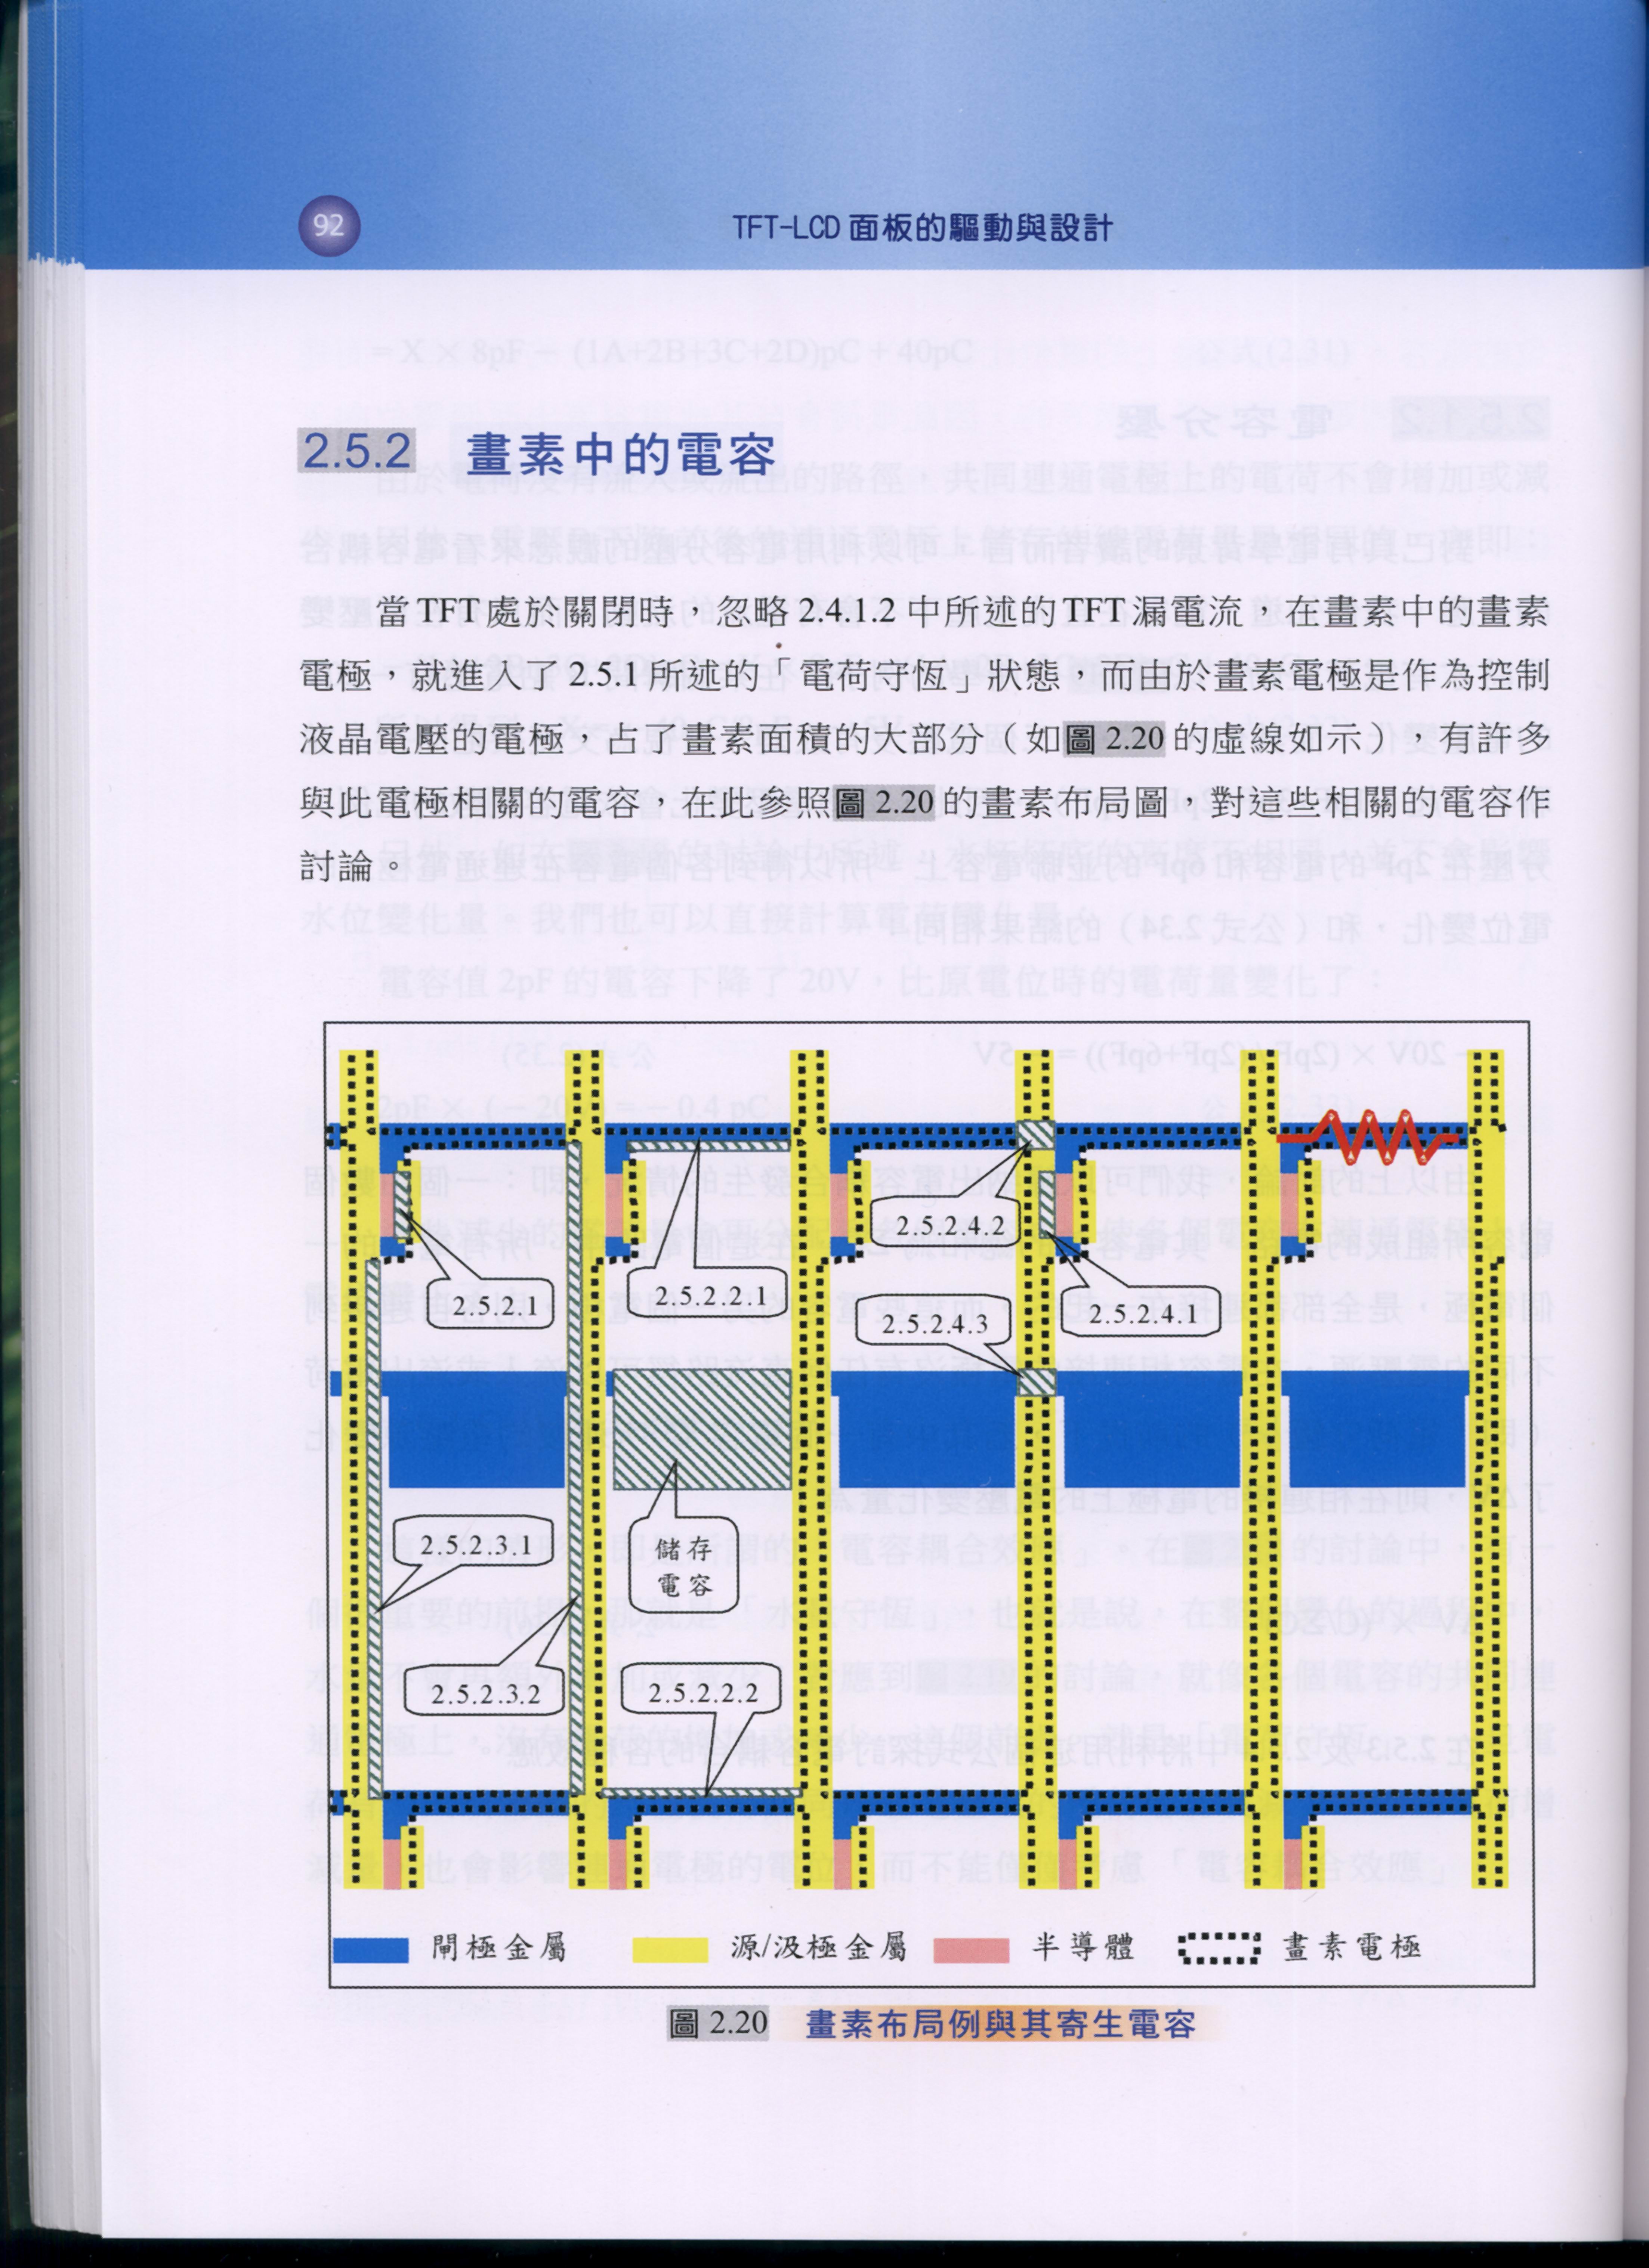 92
TFT-LCD 面板的驅動與設計
2.5.2 畫素中的電容
當 TFT 處於關閉時，忽略 2.4.1.2 中所述的 TFT 漏電流，在畫素中的畫素
電極，就進入了 2.5.1 所述的「電荷守恆」狀態，而由於畫素電極是作為控制
液晶電壓的電極，占了畫素面積的大部分（如圖 2.20 的虛線如示），有許多
與此電極相關的電容，在此參照圖 2.20 的畫素布局圖，對這些相關的電容作
討論。
2.5.2.4.2
2.5.2.1
2.5.2.2.1
2.5.2.4.3
2.5.2.4.1
2.5.2.3.1
儲存
電容
2.5.2.3.2
2.5.2.2.2
閘極金屬
源/汲極金屬
半導體
畫素電極
圖 2.20 畫素布局例與其寄生電容